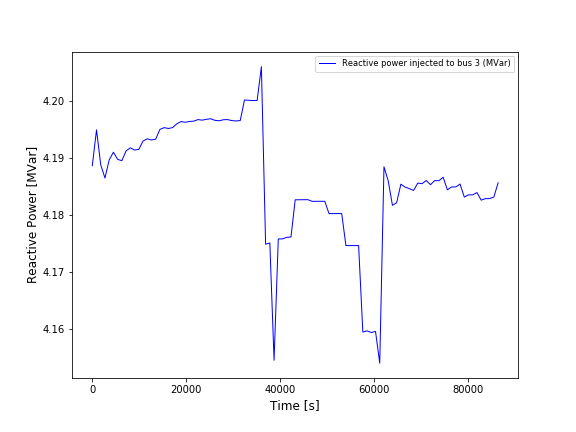 Reactive power injected to bus 3 (MVar)
4.20
4.19
4.18
4.17
4.16
Reactive Power [MVar]
0 20000 40000 60000 80000
Time [s]